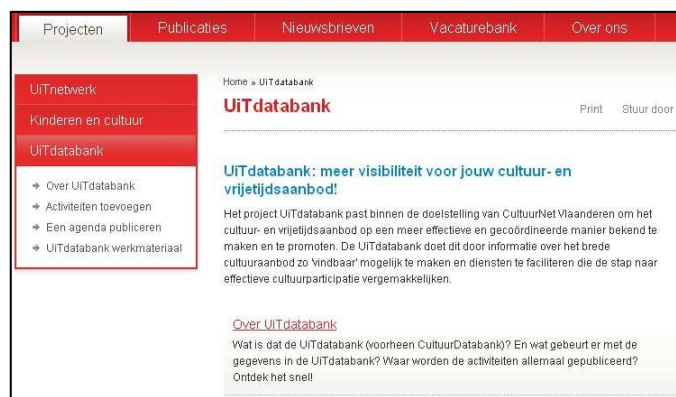 Projecten Publicaties Nieuwsbrieven Vacaturebank Over ons
UiTnetwerk
Kinderen en cultuur
UiTdatabank
Over UiTdatabank
Activiteiten toevoegen
Een agenda publiceren
UiTdatabank werkmateriaal
Home » UiTdatabank
UiTdatabank
Print Stuur door
UiTdatabank: meer visibiliteit voor jouw cultuur- en
vrijetijdsaanbod!
Het project UiTdatabank past binnen de doelstelling van CultuurNet Vlaanderen om het
cultuur- en vrijetijdsaanbod op een meer effectieve en gecoördineerde manier bekend te
maken en te promoten. De UiTdatabank doet dit door informatie over het brede
cultuuraanbod zo 'vindbaar' mogelijk te maken en diensten te faciliteren die de stap naar
effectieve cultuurparticipatie vergemakkelijken.
Over UiTdatabank
Wat is dat de UiTdatabank (voorheen CultuurDatabank)? En wat gebeurt er met de
gegevens in de UiTdatabank? Waar worden de activiteiten allemaal gepubliceerd?
Ontdek het snel!